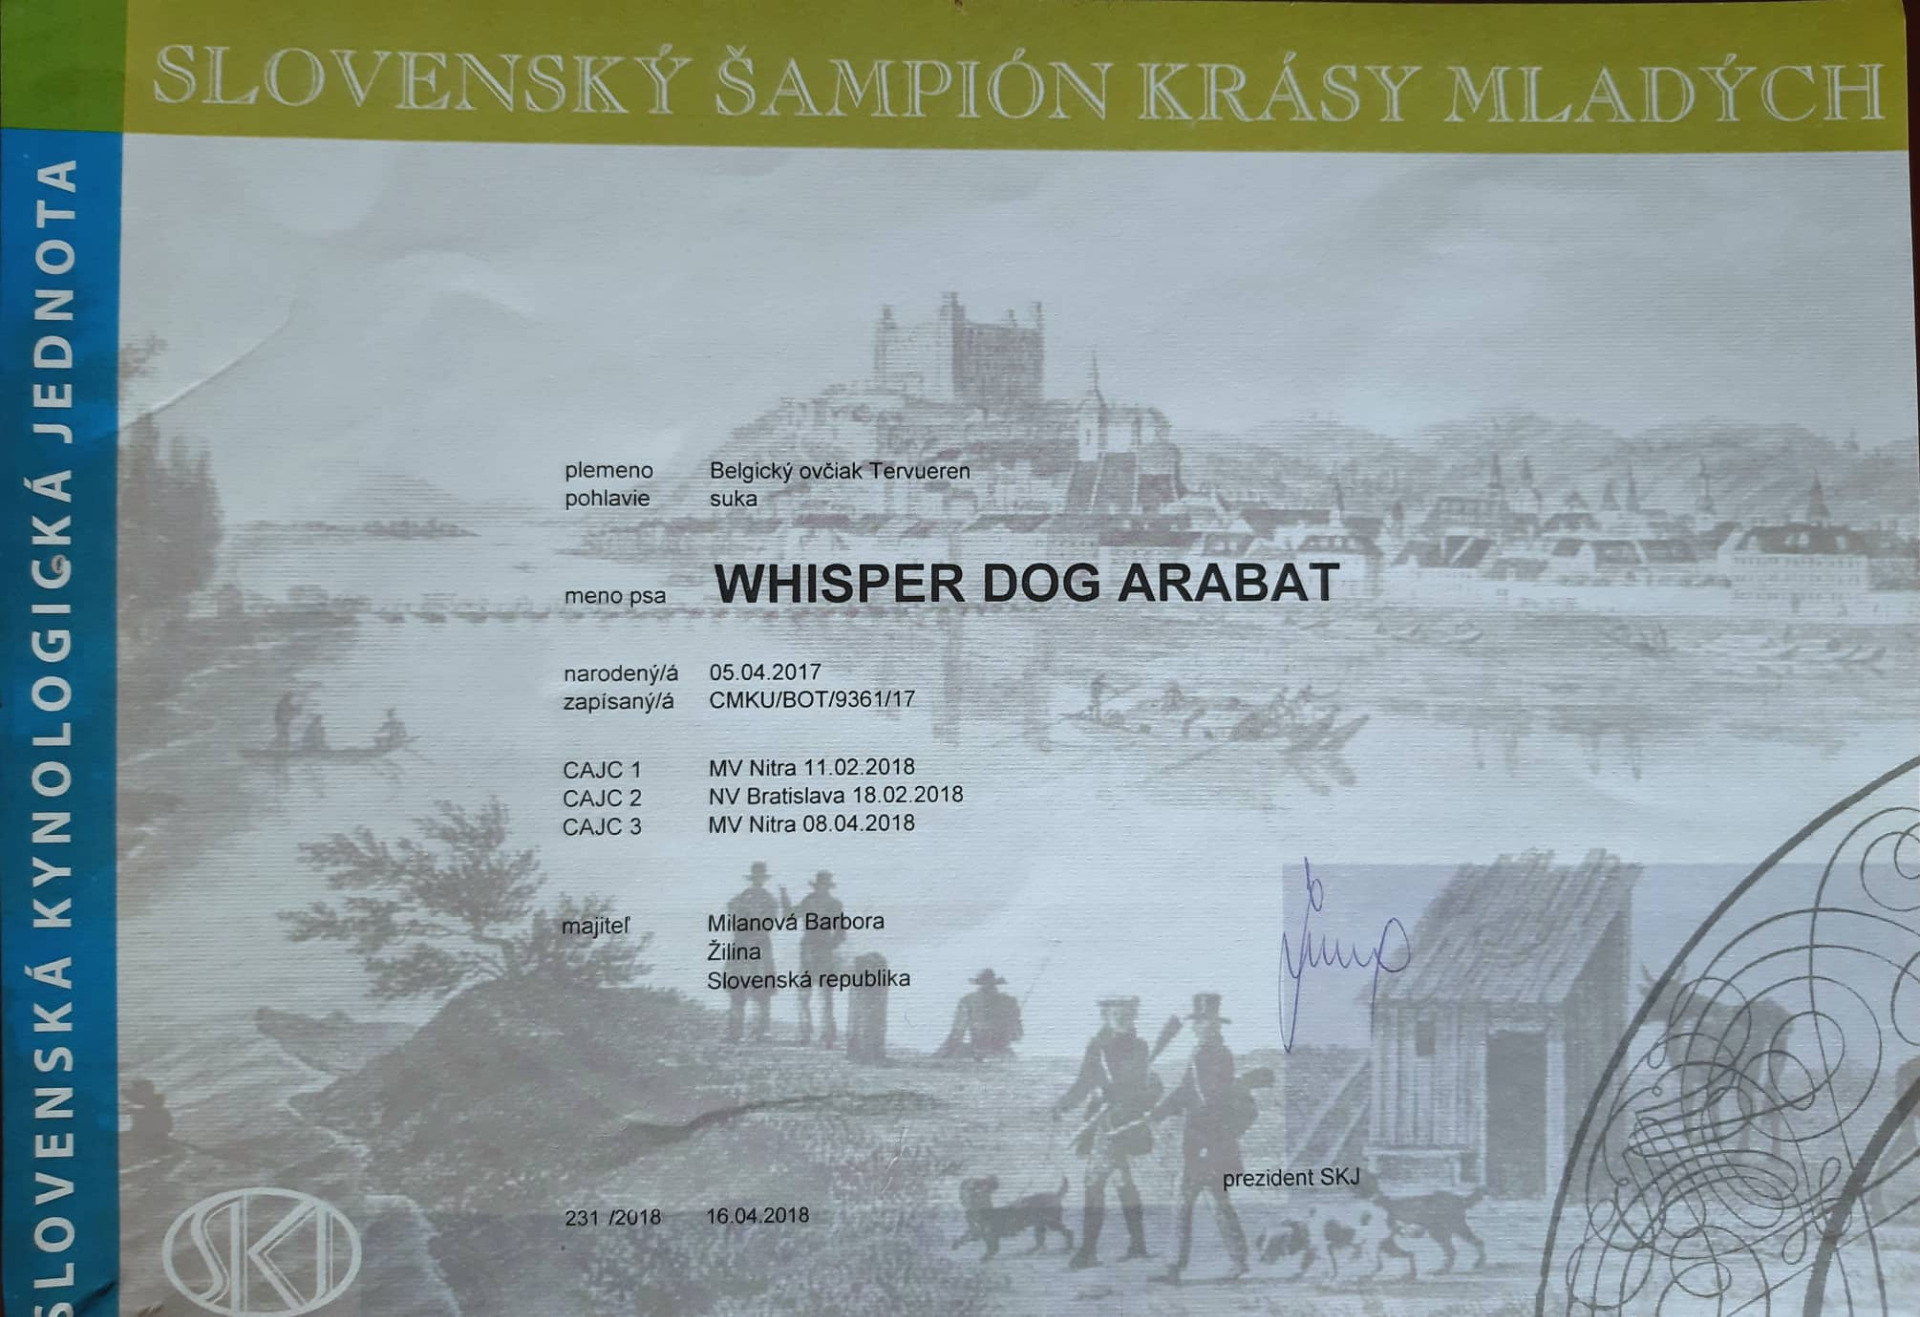 SLOVENSKÝ ŠAMPIÓN KRÁSY MLADÝCH
SLOVENSKÁ KYNOLOGICKÁ JEDNOTA
plemeno Belgický ovčiak Tervueren
pohlavie suka
meno psa WHISPER DOG ARABAT
narodený/á 05.04.2017
zapísaný/á CMKU/BOT/9361/17
CAJC 1 MV Nitra 11.02.2018
CAJC 2 NV Bratislava 18.02.2018
CAJC 3 MV Nitra 08.04.2018
majiteľ Milanová Barbora
Žilina
Slovenská republika
prezident SKJ
231 /2018 16.04.2018
SKJ